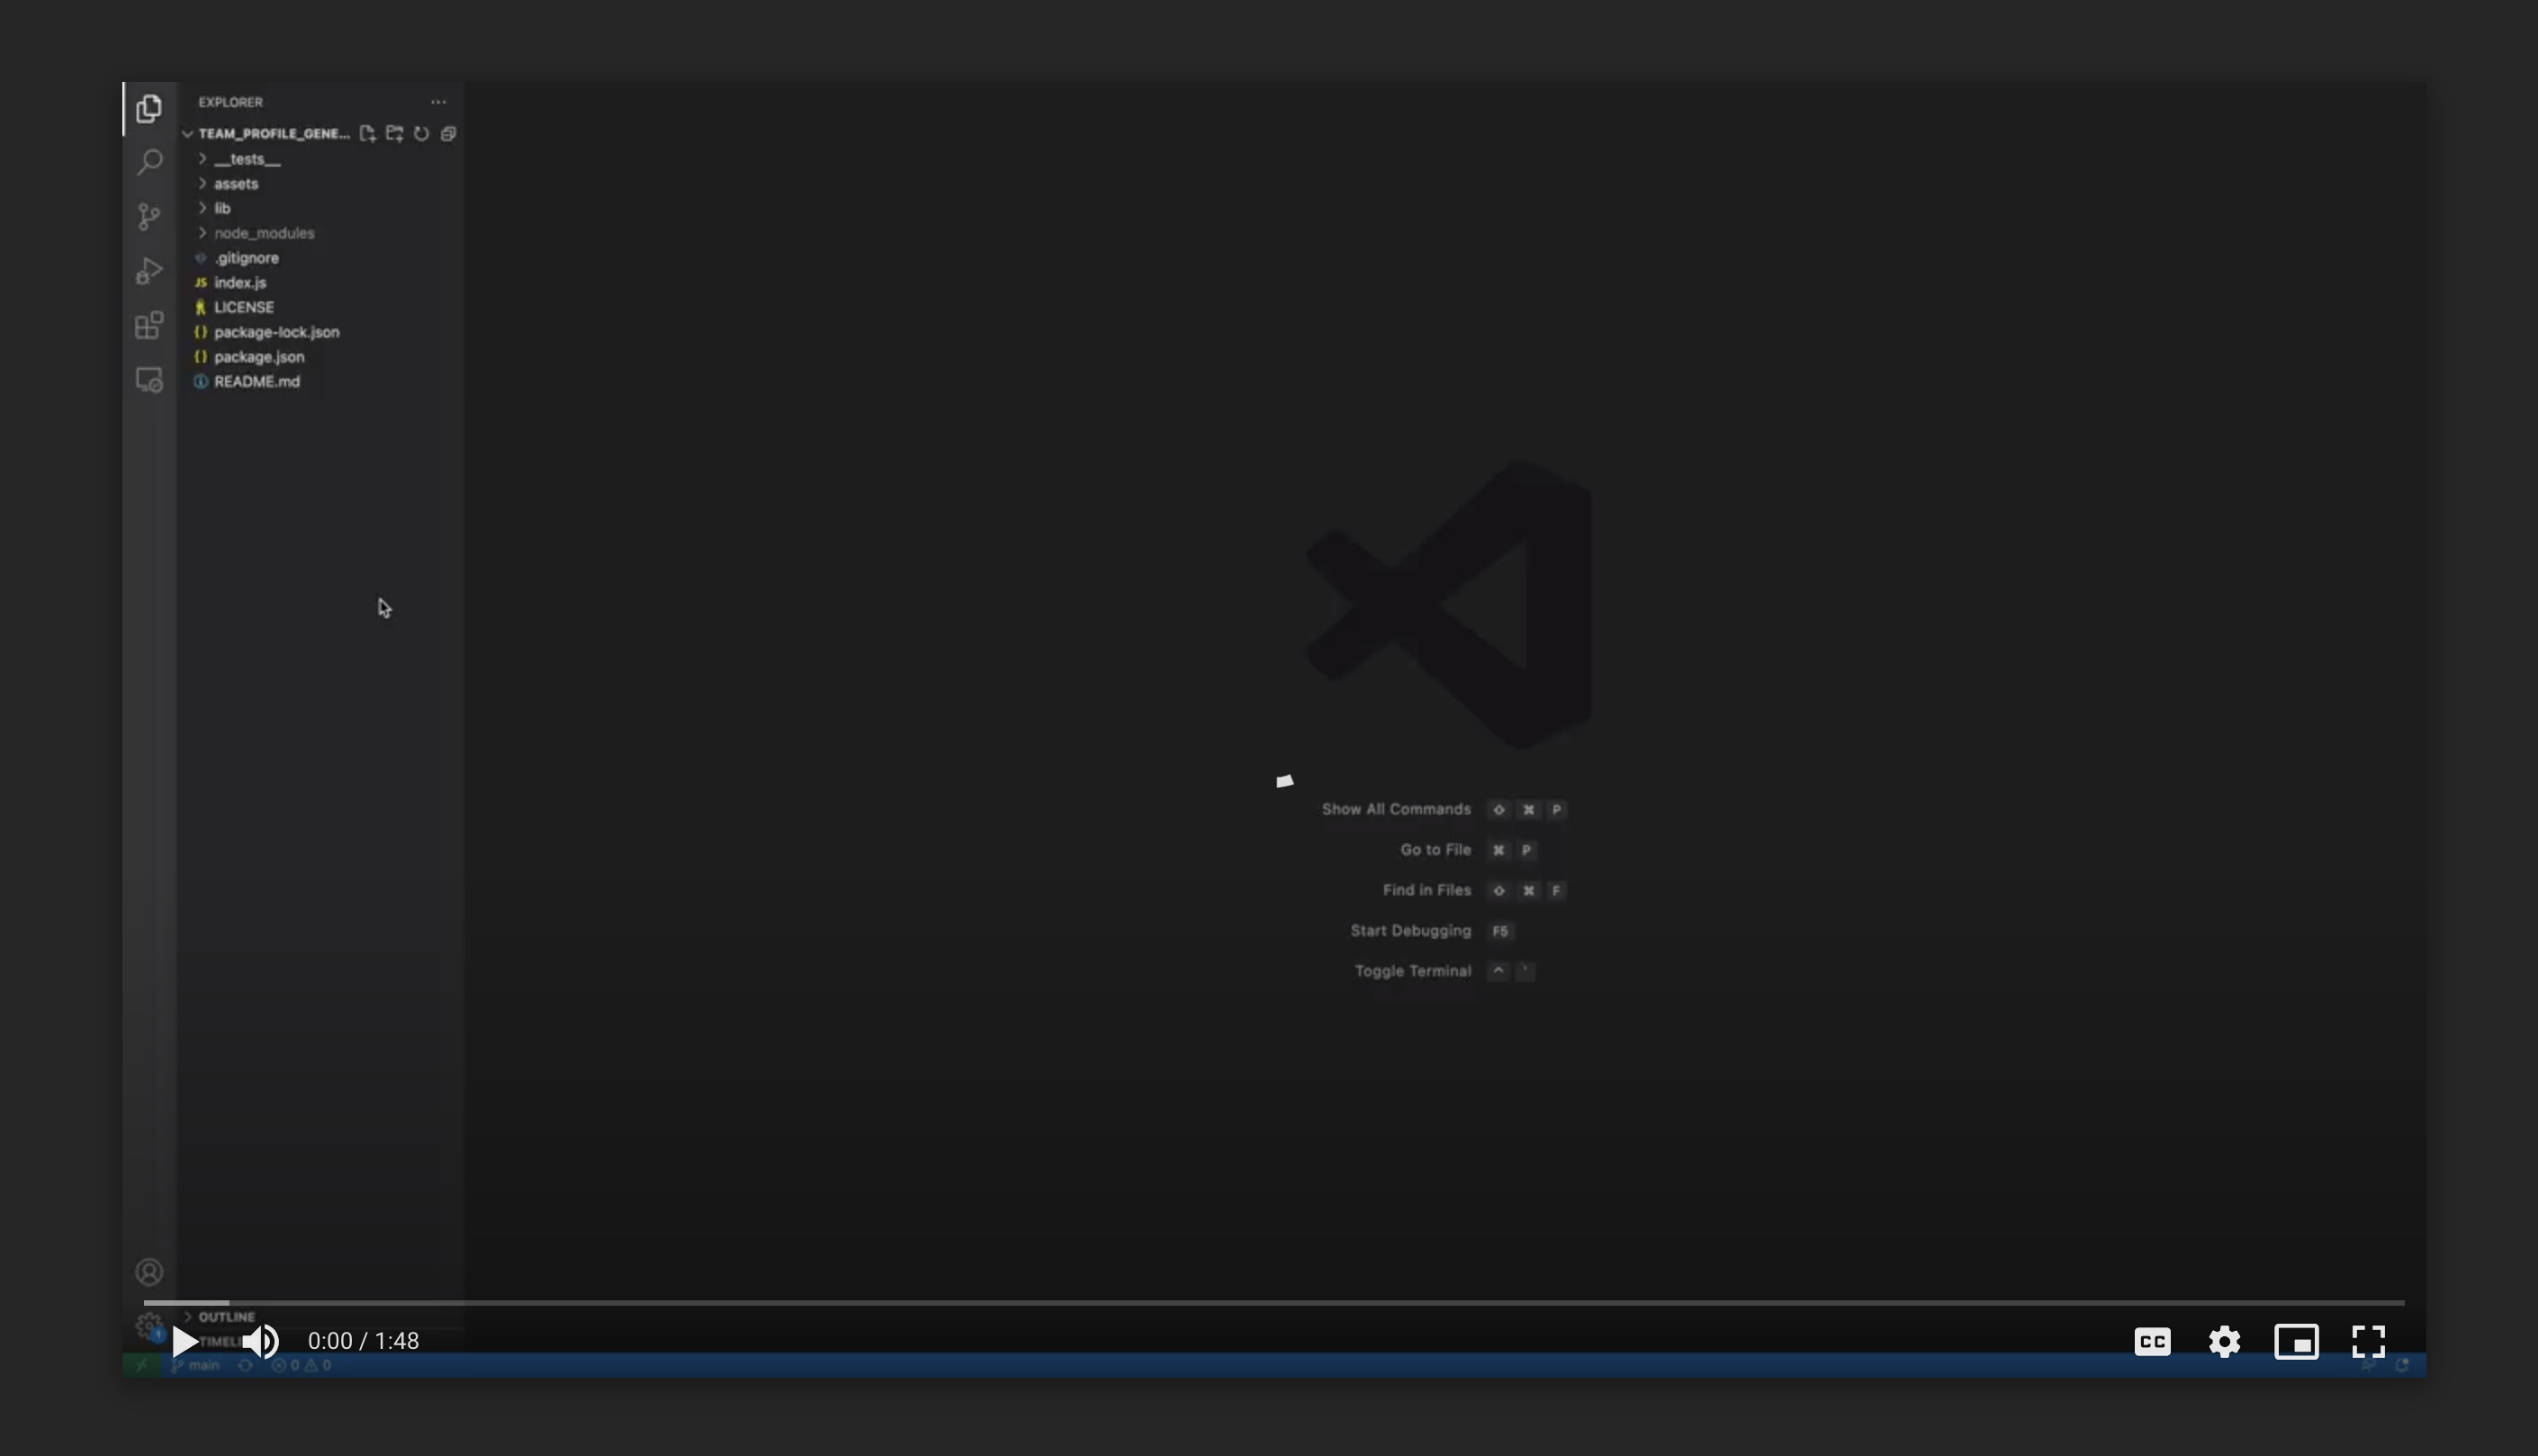 EXPLORER
TEAM_PROFILE_GENE...
__tests__
assets
lib
node_modules
.gitignore
JS index.js
LICENSE
{} package-lock.json
{} package.json
README.md
Show All Commands ⇧ ⌘ P
Go to File ⌘ P
Find in Files ⇧ ⌘ F
Start Debugging F5
Toggle Terminal ^ `
OUTLINE
1
0:00 / 1:48
CC
main 0 0